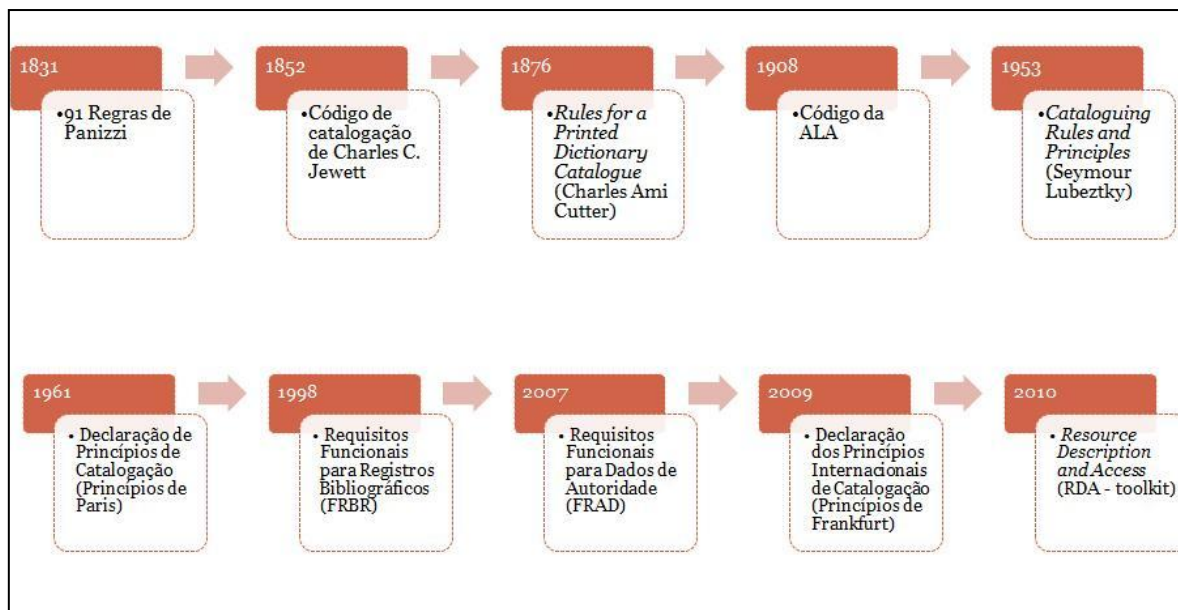 1831
•91 Regras de
Panizzi
1852
•Código de
catalogação
de Charles C.
Jewett
1876
•Rules for a
Printed
Dictionary
Catalogue
(Charles Ami
Cutter)
1908
•Código da
ALA
1953
•Cataloguing
Rules and
Principles
(Seymour
Lubeztky)
1961
• Declaração de
Princípios de
Catalogação
(Princípios de
Paris)
1998
• Requisitos
Funcionais
para Registros
Bibliográficos
(FRBR)
2007
• Requisitos
Funcionais
para Dados de
Autoridade
(FRAD)
2009
• Declaração
dos Princípios
Internacionais
de Catalogação
(Princípios de
Frankfurt)
2010
• Resource
Description
and Access
(RDA - toolkit)